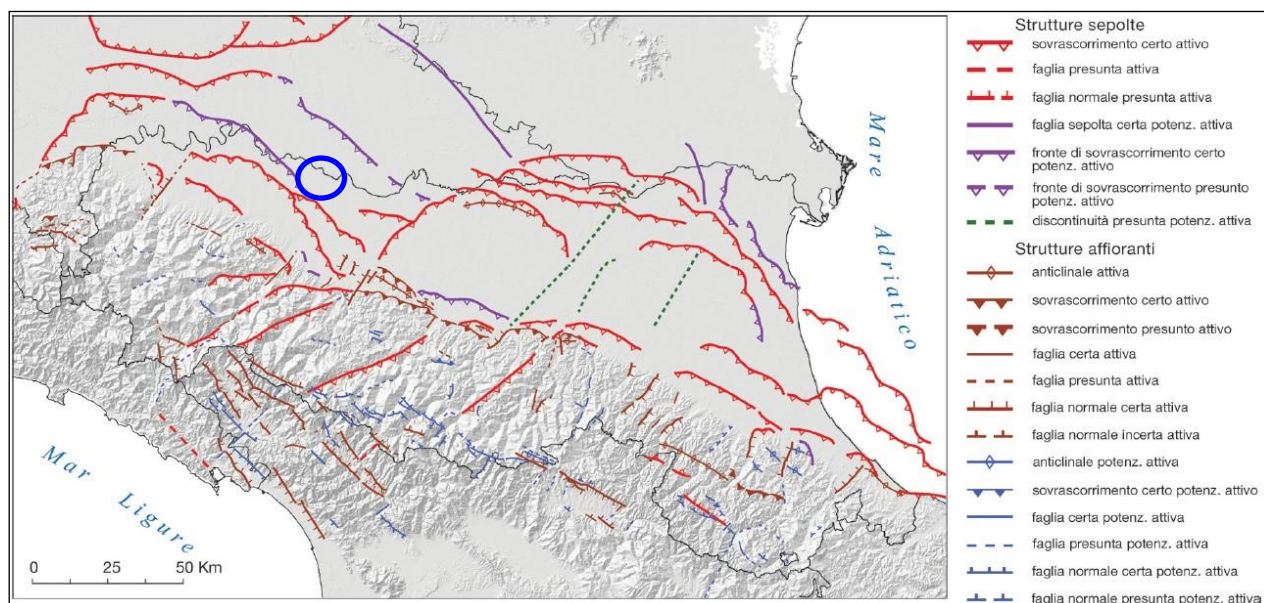 Mare
Adriatico
Mar Ligure
0 25 50 Km
Strutture sepolte
sovrascorrimento certo attivo
faglia presunta attiva
faglia normale presunta attiva
faglia sepolta certa potenz. attiva
fronte di sovrascorrimento certo
potenz. attivo
fronte di sovrascorrimento presunto
potenz. attivo
discontinuità presunta potenz. attiva
Strutture affioranti
anticlinale attiva
sovrascorrimento certo attivo
sovrascorrimento presunto attivo
faglia certa attiva
faglia presunta attiva
faglia normale certa attiva
faglia normale incerta attiva
anticlinale potenz. attiva
sovrascorrimento certo potenz. attivo
faglia certa potenz. attiva
faglia presunta potenz. attiva
faglia normale certa potenz. attiva
faglia normale presunta potenz. attiva